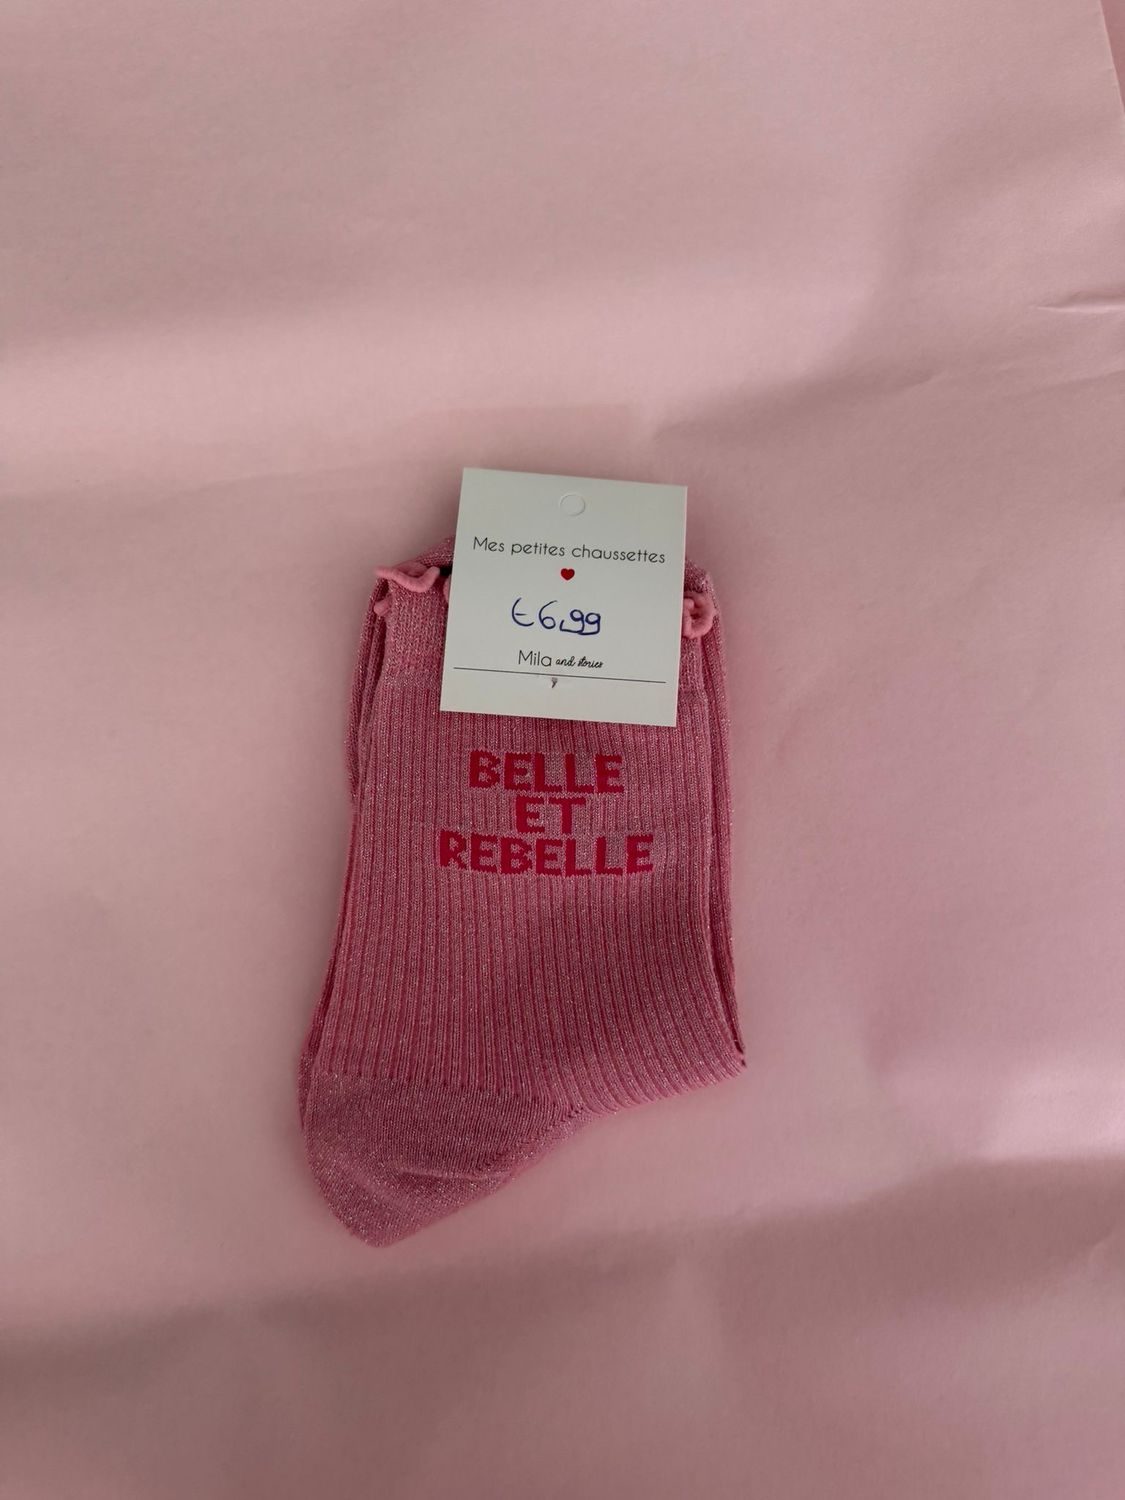 Mes petites chaussettes
€6,99
Mila and stories
BELLE
ET
REBELLE